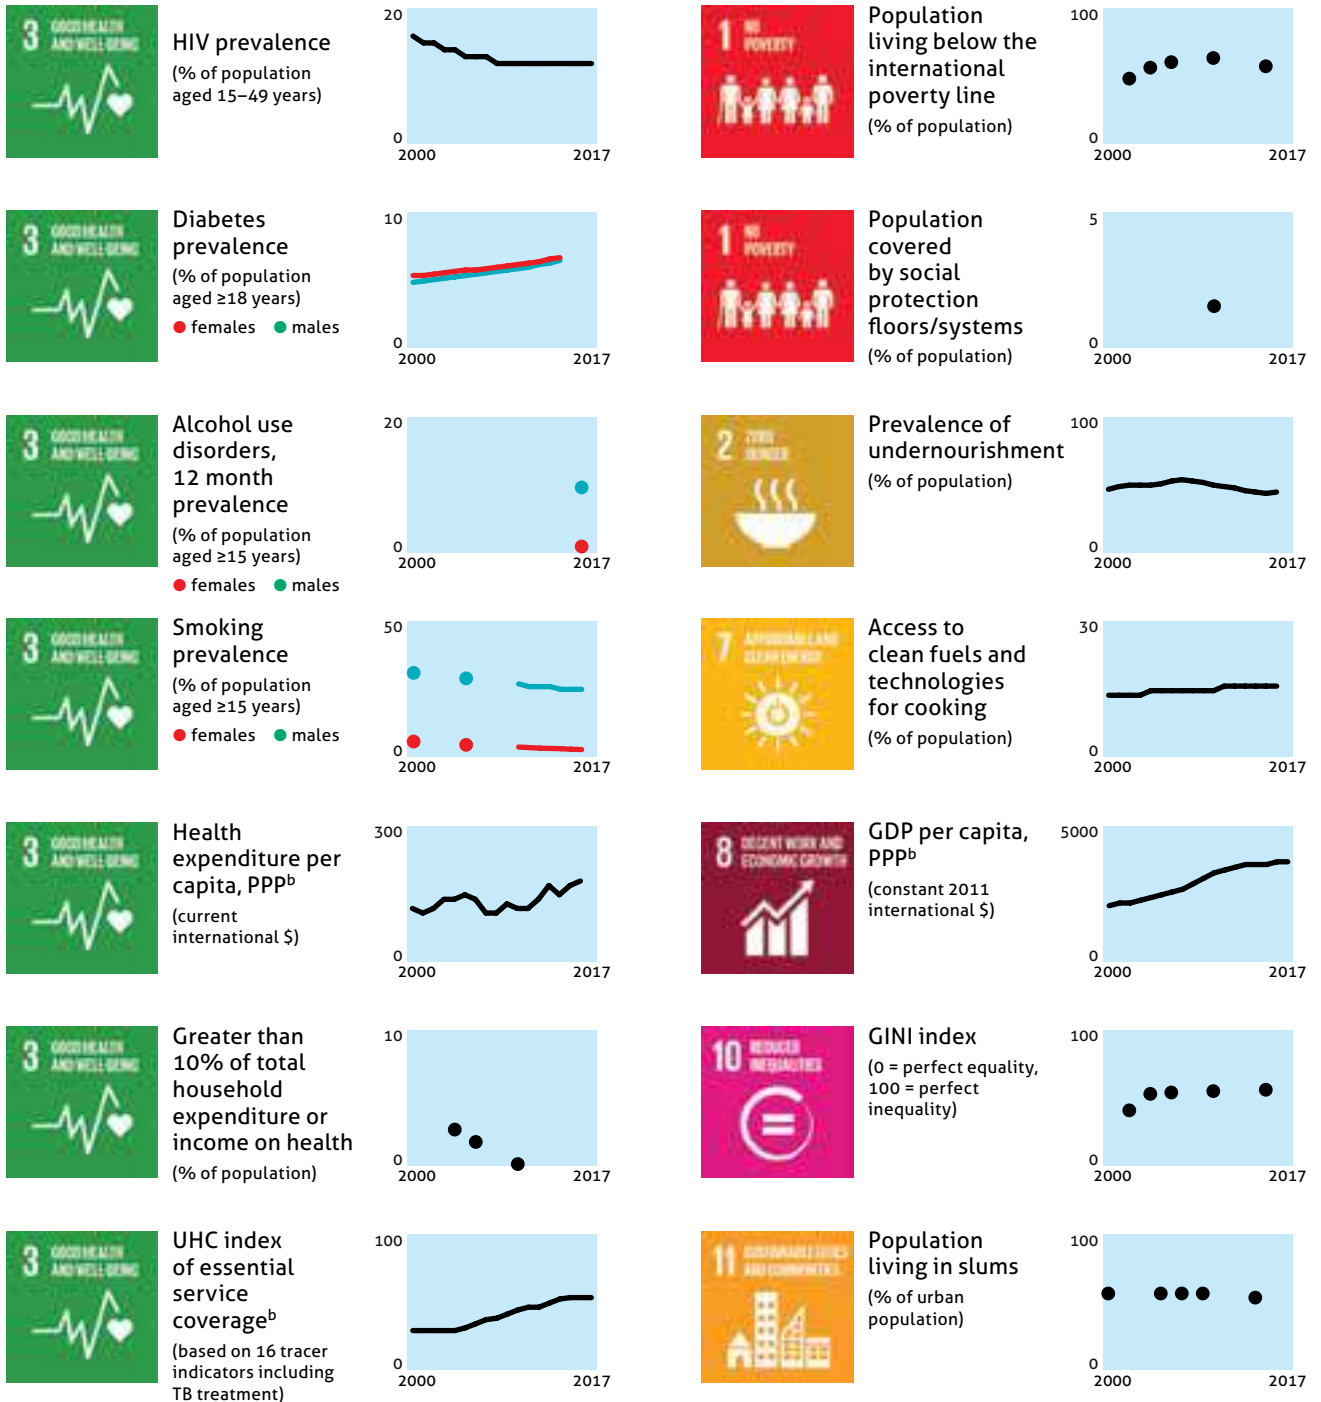 3 GOOD HEALTH
AND WELL-BEING
HIV prevalence
(% of population
aged 15–49 years)
20
0
2000
2017
1 NO
POVERTY
Population
living below the
international
poverty line
(% of population)
100
0
2000
2017
3 GOOD HEALTH
AND WELL-BEING
Diabetes
prevalence
(% of population
aged ≥18 years)
females males
10
0
2000
2017
1 NO
POVERTY
Population
covered
by social
protection
floors/systems
(% of population)
5
0
2000
2017
3 GOOD HEALTH
AND WELL-BEING
Alcohol use
disorders,
12 month
prevalence
(% of population
aged ≥15 years)
females males
20
0
2000
2017
2 ZERO
HUNGER
Prevalence of
undernourishment
(% of population)
100
0
2000
2017
3 GOOD HEALTH
AND WELL-BEING
Smoking
prevalence
(% of population
aged ≥15 years)
females males
50
0
2000
2017
7 AFFORDABLE AND
CLEAN ENERGY
Access to
clean fuels and
technologies
for cooking
(% of population)
30
0
2000
2017
3 GOOD HEALTH
AND WELL-BEING
Health
expenditure per
capita, PPPᵇ
(current
international $)
300
0
2000
2017
8 DECENT WORK AND
ECONOMIC GROWTH
GDP per capita,
PPPᵇ
(constant 2011
international $)
5000
0
2000
2017
3 GOOD HEALTH
AND WELL-BEING
Greater than
10% of total
household
expenditure or
income on health
(% of population)
10
0
2000
2017
10 REDUCED
INEQUALITIES
GINI index
(0 = perfect equality,
100 = perfect
inequality)
100
0
2000
2017
3 GOOD HEALTH
AND WELL-BEING
UHC index
of essential
service
coverageᵇ
(based on 16 tracer
indicators including
TB treatment)
100
0
2000
2017
11 SUSTAINABLE CITIES
AND COMMUNITIES
Population
living in slums
(% of urban
population)
100
0
2000
2017